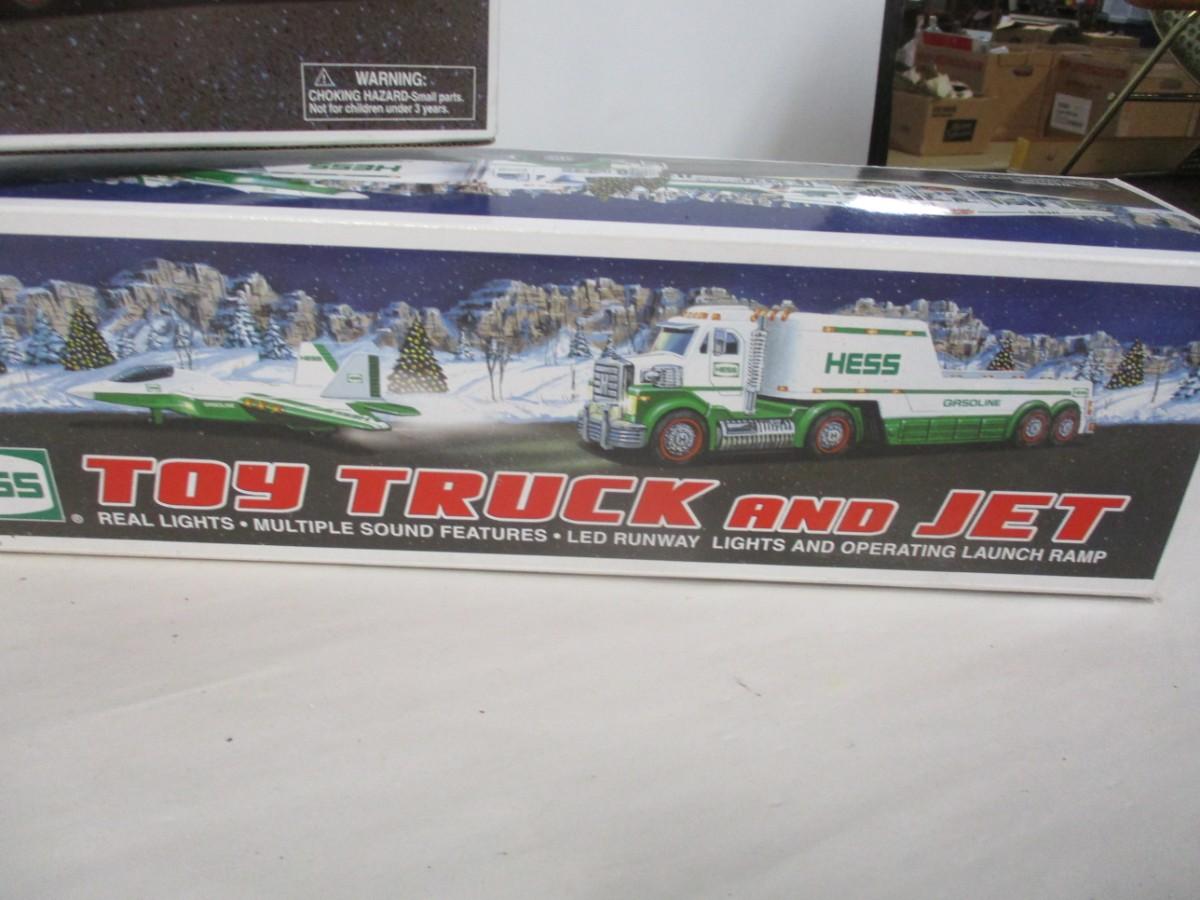 WARNING:
CHOKING HAZARD-Small parts.
Not for children under 3 years.
HESS
HESS
GASOLINE
SS
TOY TRUCK AND JET
REAL LIGHTS • MULTIPLE SOUND FEATURES • LED RUNWAY LIGHTS AND OPERATING LAUNCH RAMP